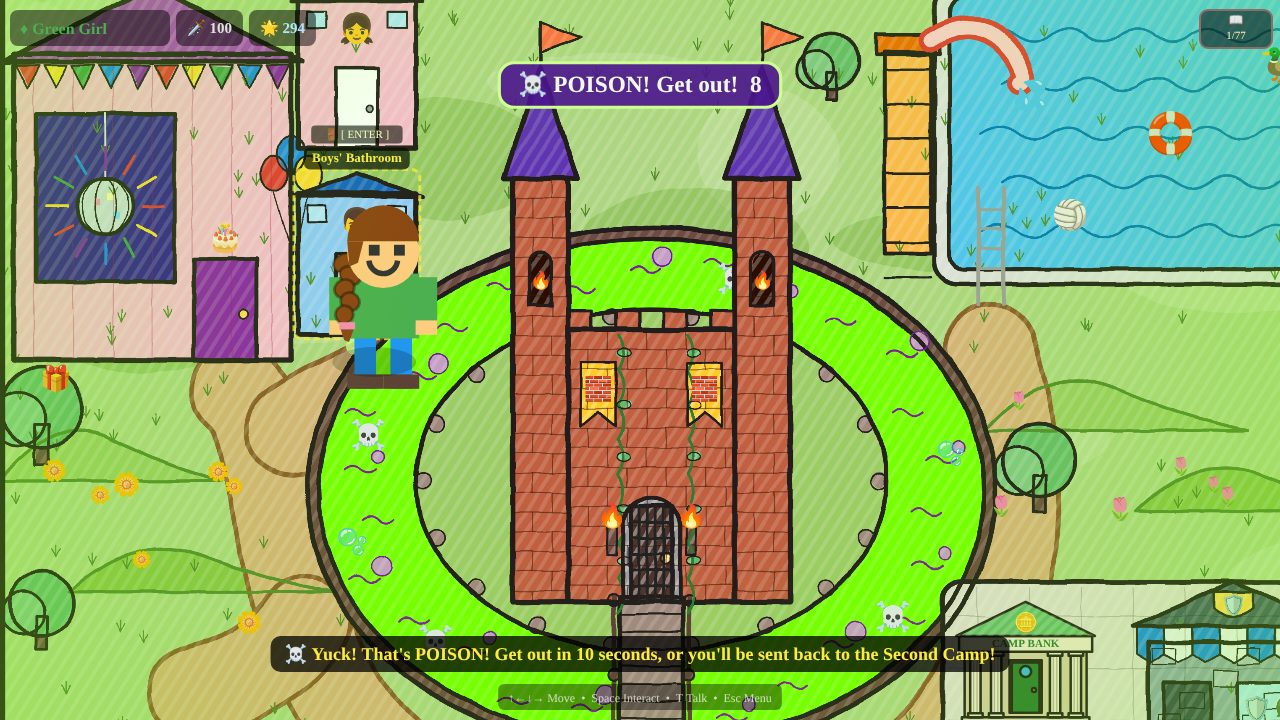 ♦ Green Girl
🗡️ 100
🌟 294
📖
1/77
☠️ POISON! Get out! 8
[ ENTER ]
Boys' Bathroom
CAMP BANK
☠️ Yuck! That's POISON! Get out in 10 seconds, or you'll be sent back to the Second Camp!
↑←↓→ Move • Space Interact • T Talk • Esc Menu